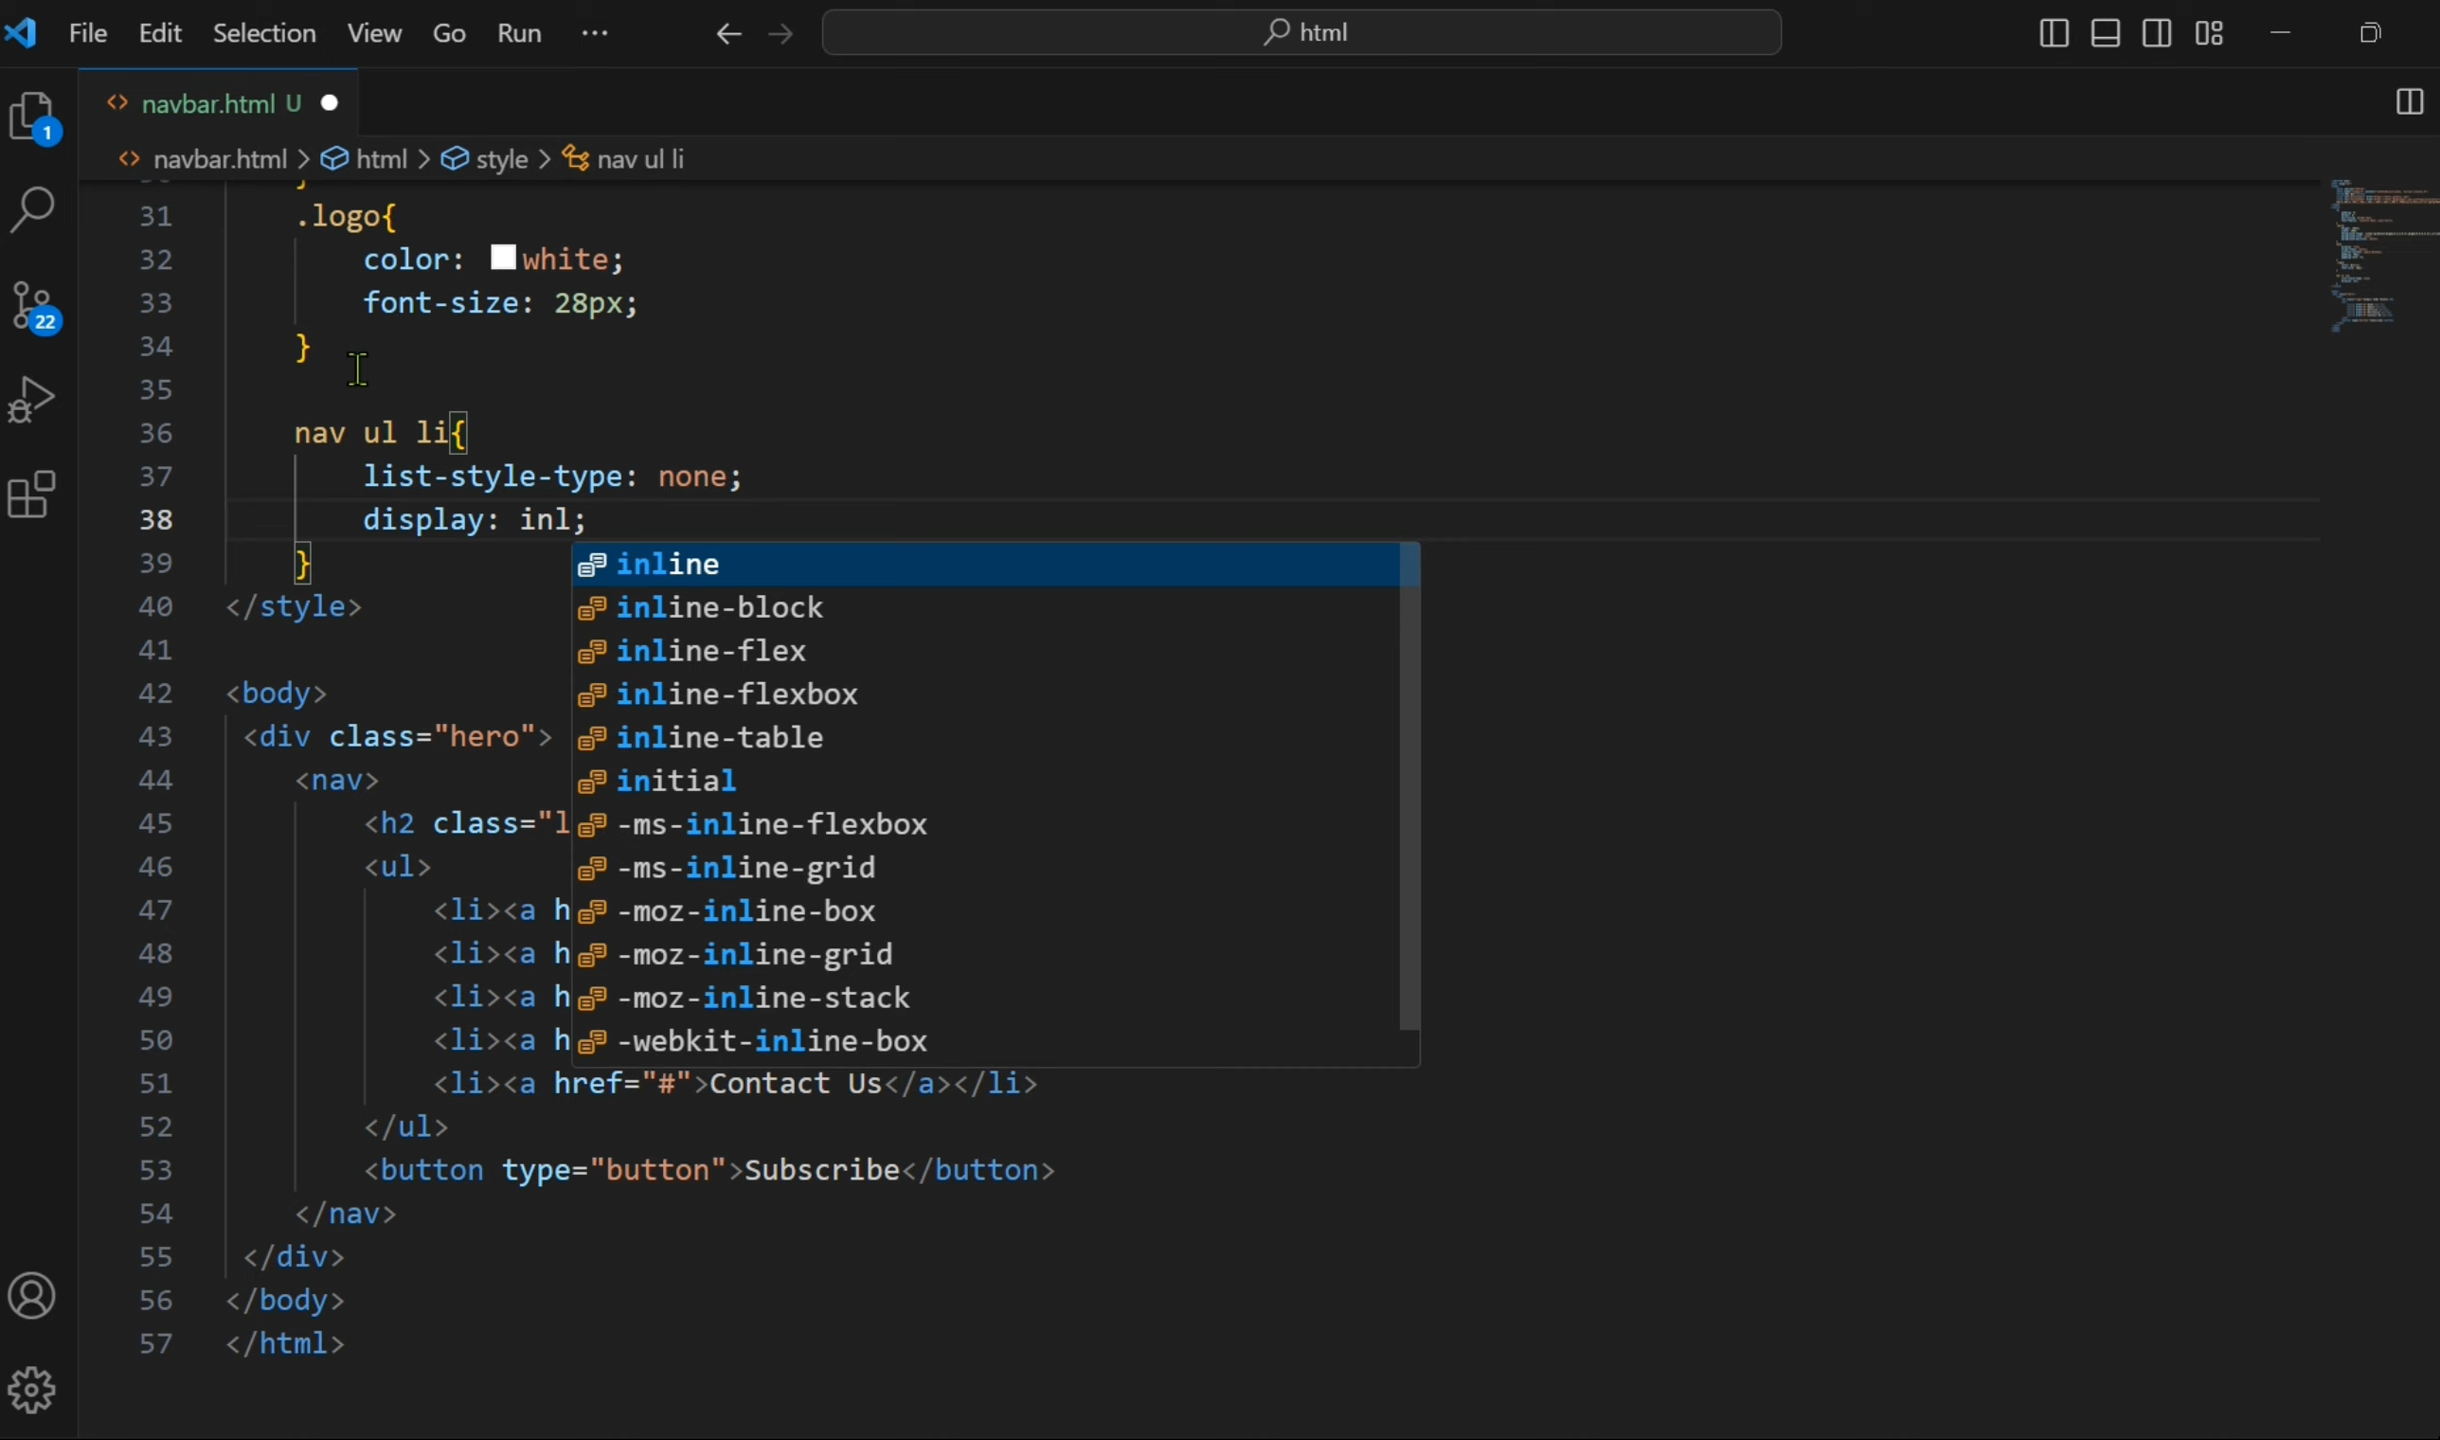 File Edit Selection View Go Run ··· html
navbar.html U
navbar.html > html > style > nav ul li
31 .logo{
32 color: white;
33 font-size: 28px;
34 }
35
36 nav ul li{
37 list-style-type: none;
38 display: inl;
39 }
40 </style>
41
42 <body>
43 <div class="hero">
44 <nav>
45 <h2 class="l
46 <ul>
47 <li><a h
48 <li><a h
49 <li><a h
50 <li><a h
51 <li><a href="#">Contact Us</a></li>
52 </ul>
53 <button type="button">Subscribe</button>
54 </nav>
55 </div>
56 </body>
57 </html>
inline
inline-block
inline-flex
inline-flexbox
inline-table
initial
-ms-inline-flexbox
-ms-inline-grid
-moz-inline-box
-moz-inline-grid
-moz-inline-stack
-webkit-inline-box
1
22